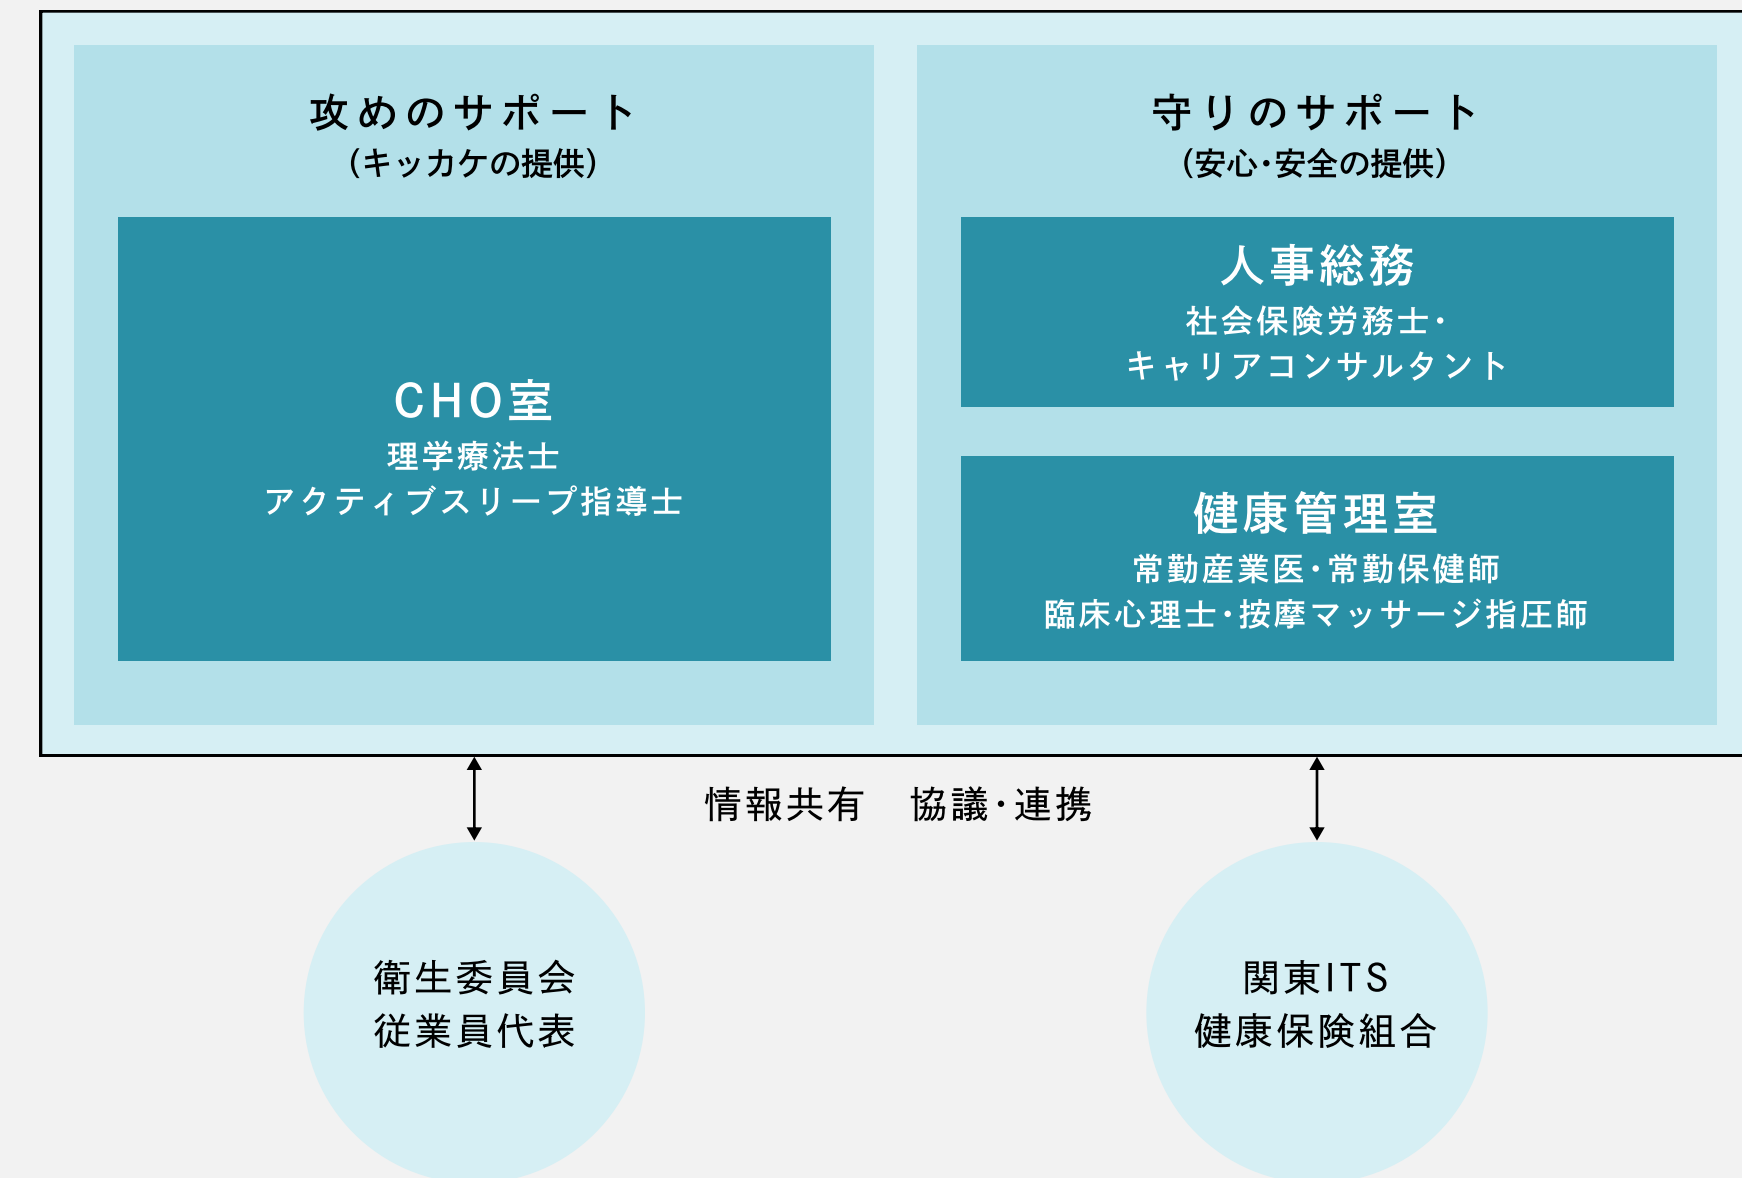 攻めのサポート
（キッカケの提供）
CHO室
理学療法士
アクティブスリープ指導士
守りのサポート
（安心・安全の提供）
人事総務
社会保険労務士・
キャリアコンサルタント
健康管理室
常勤産業医・常勤保健師
臨床心理士・按摩マッサージ指圧師
情報共有　協議・連携
衛生委員会
従業員代表
関東ITS
健康保険組合